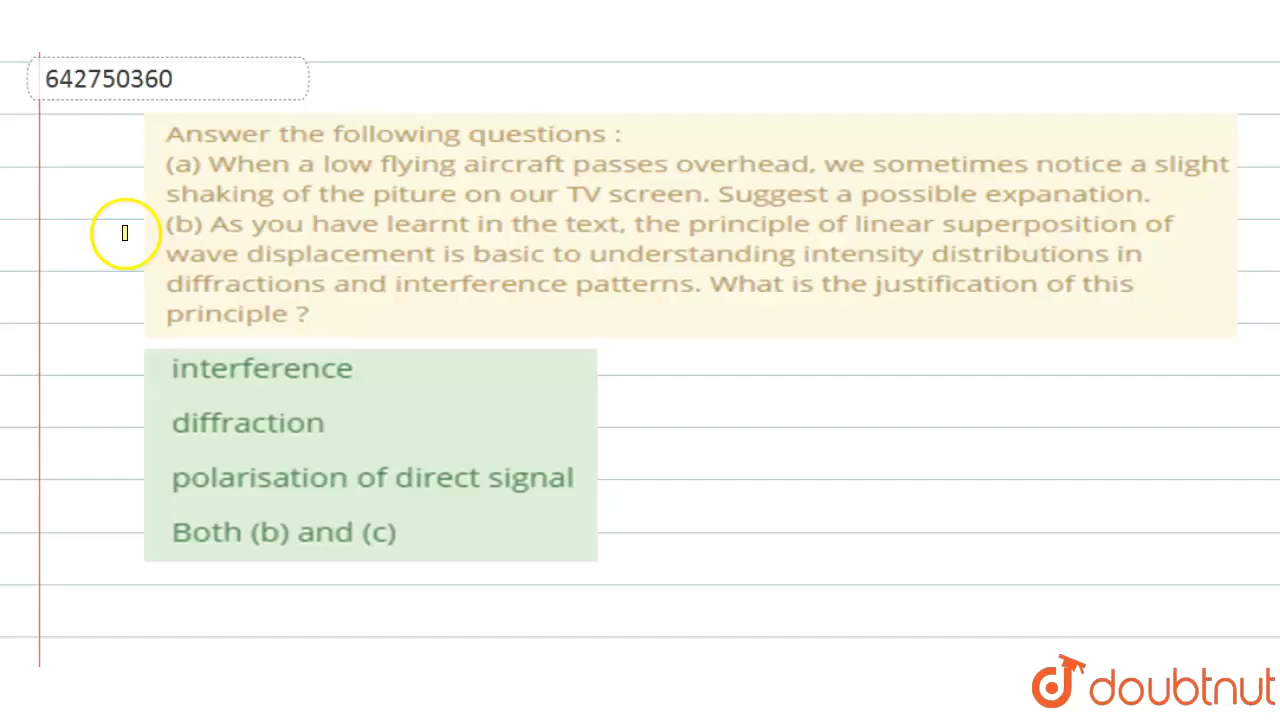 642750360
Answer the following questions :
(a) When a low flying aircraft passes overhead, we sometimes notice a slight
shaking of the piture on our TV screen. Suggest a possible expanation.
(b) As you have learnt in the text, the principle of linear superposition of
wave displacement is basic to understanding intensity distributions in
diffractions and interference patterns. What is the justification of this
principle ?
interference
diffraction
polarisation of direct signal
Both (b) and (c)
doubtnut